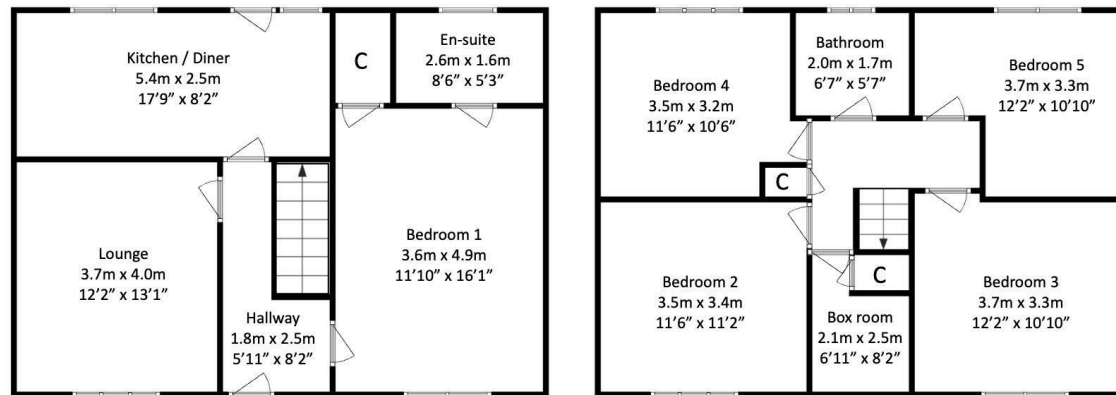 Kitchen / Diner
5.4m x 2.5m
17’9” x 8’2”
C
En-suite
2.6m x 1.6m
8’6” x 5’3”
Lounge
3.7m x 4.0m
12’2” x 13’1”
Bedroom 1
3.6m x 4.9m
11’10” x 16’1”
Hallway
1.8m x 2.5m
5’11” x 8’2”
Bedroom 4
3.5m x 3.2m
11’6” x 10’6”
Bathroom
2.0m x 1.7m
6’7” x 5’7”
Bedroom 5
3.7m x 3.3m
12’2” x 10’10”
C
Bedroom 2
3.5m x 3.4m
11’6” x 11’2”
C
Box room
2.1m x 2.5m
6’11” x 8’2”
Bedroom 3
3.7m x 3.3m
12’2” x 10’10”